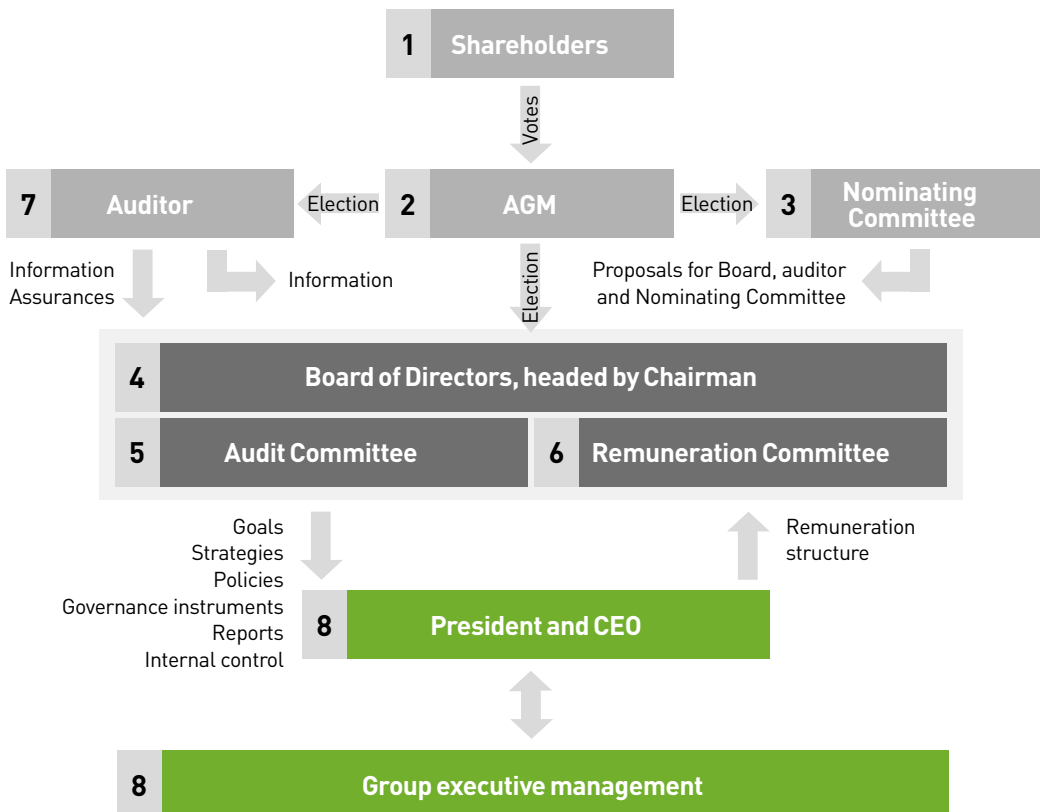 1 Shareholders
Votes
7 Auditor
Election
2 AGM
Election
3 Nominating
Committee
Information
Assurances
Information
Election
Proposals for Board, auditor
and Nominating Committee
4 Board of Directors, headed by Chairman
5 Audit Committee
6 Remuneration Committee
Goals
Strategies
Policies
Governance instruments
Reports
Internal control
Remuneration
structure
8 President and CEO
8 Group executive management